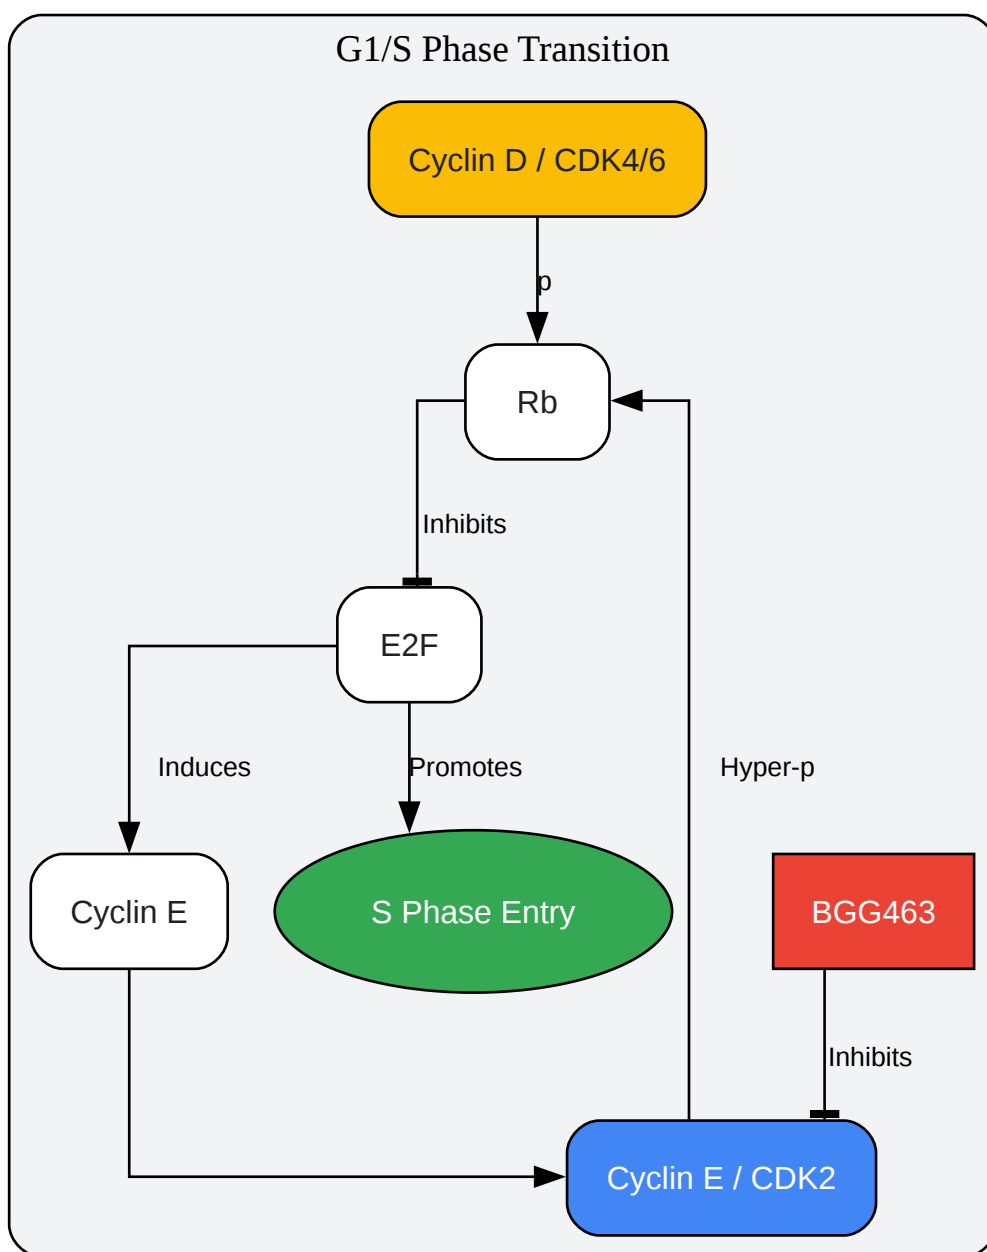 G1/S Phase Transition
Cyclin D / CDK4/6
p
Rb
Inhibits
E2F
Induces
Promotes
Hyper-p
Cyclin E
S Phase Entry
BGG463
Inhibits
Cyclin E / CDK2